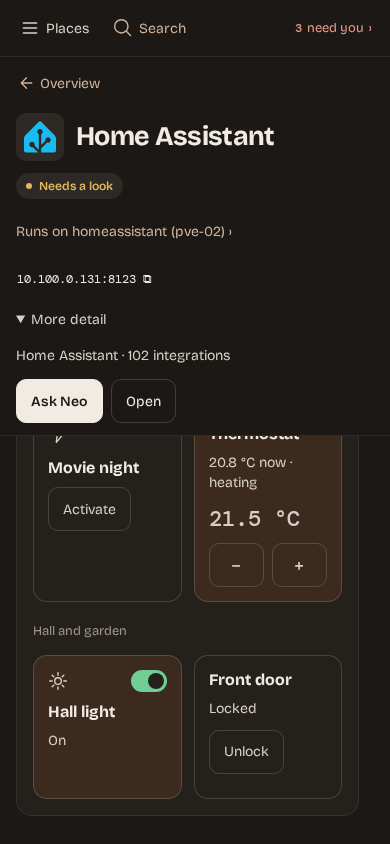 Places
Search
3 need you ›
← Overview
Home Assistant
Needs a look
Runs on homeassistant (pve-02) ›
10.100.0.131:8123
▼ More detail
Home Assistant · 102 integrations
Ask Neo
Open
Thermostat
Movie night
Activate
20.8 °C now ·
heating
21.5 °C
−
+
Hall and garden
Hall light
On
Front door
Locked
Unlock